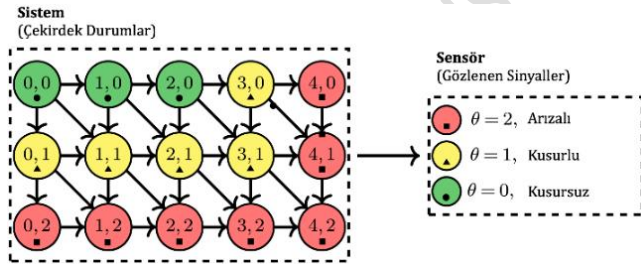 Sistem
(Çekirdek Durumlar)
0, 0 1, 0 2, 0 3, 0 4, 0
0, 1 1, 1 2, 1 3, 1 4, 1
0, 2 1, 2 2, 2 3, 2 4, 2
Sensör
(Gözlenen Sinyaller)
θ = 2, Arızalı
θ = 1, Kusurlu
θ = 0, Kusursuz